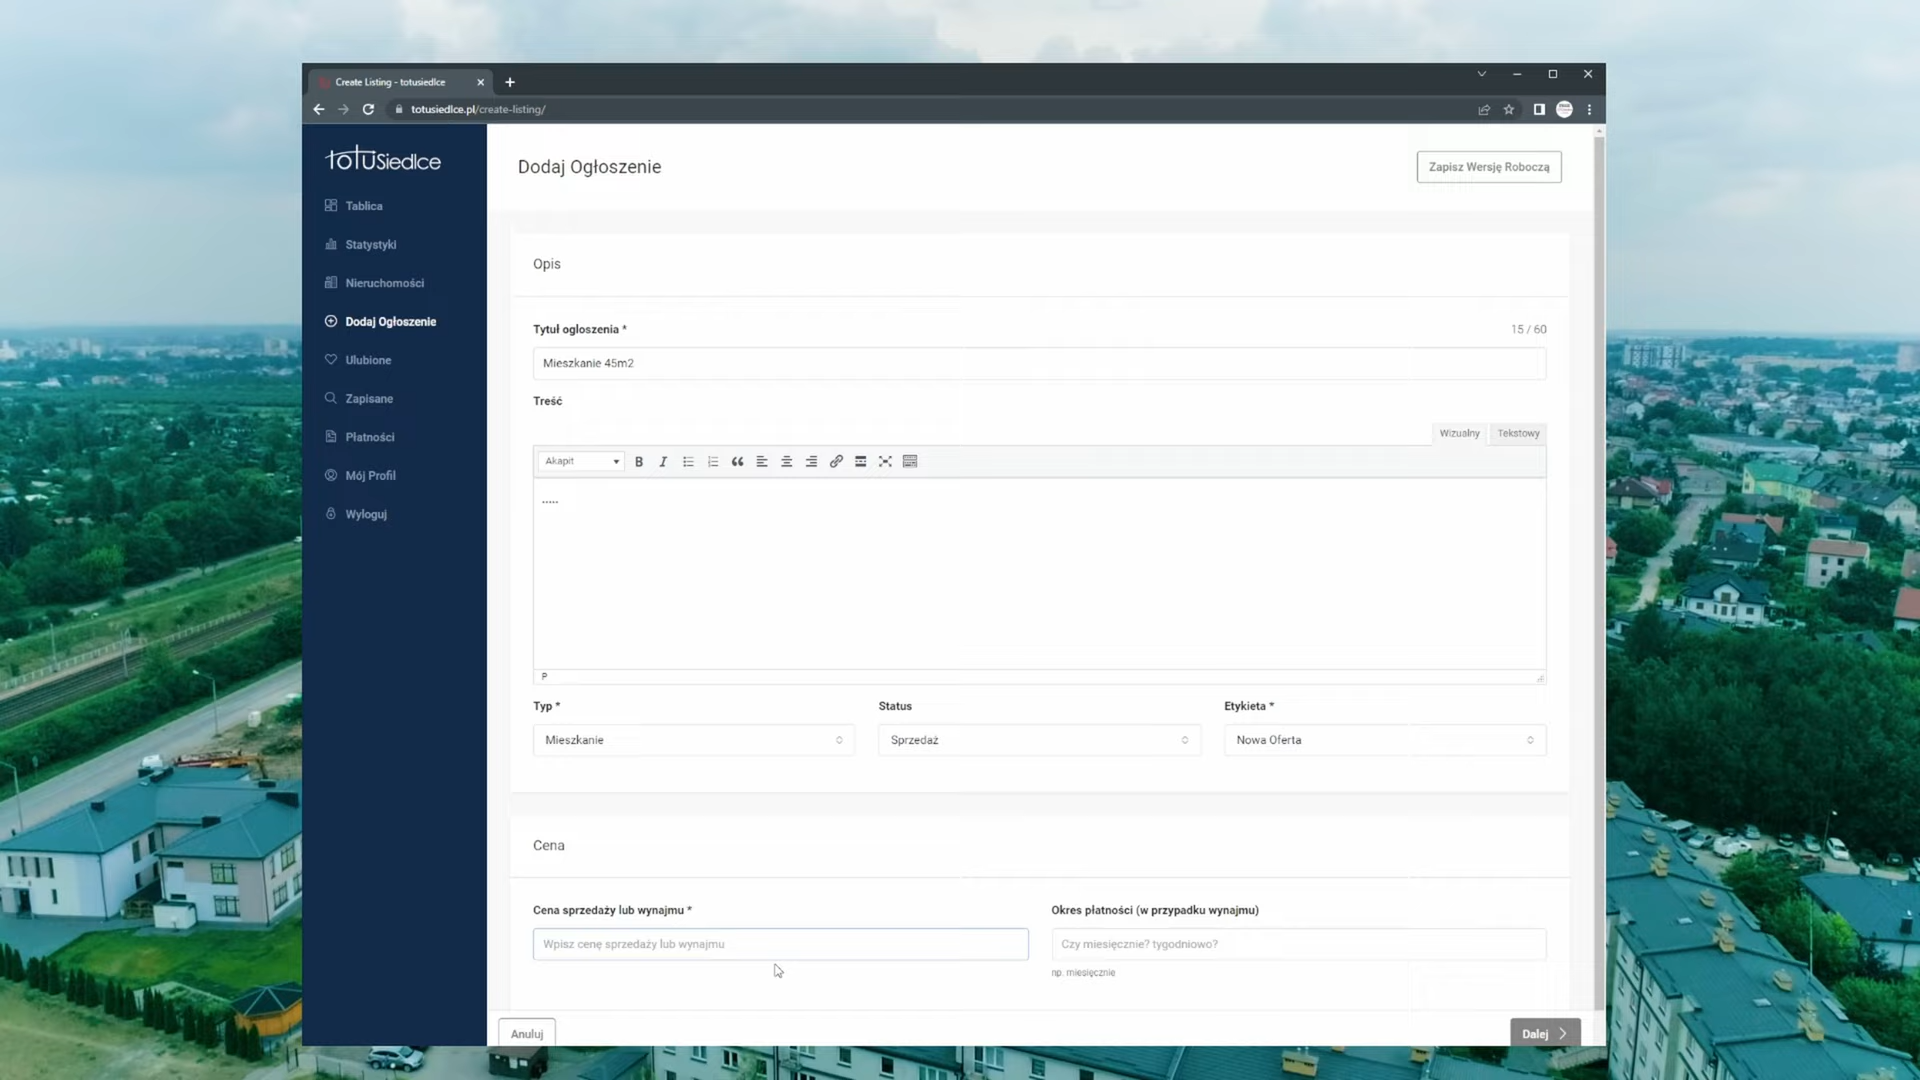 Create Listing - totusiedlce
totusiedlce.pl/create-listing/
totuSiedlce
Tablica
Statystyki
Nieruchomości
Dodaj Ogłoszenie
Ulubione
Zapisane
Płatności
Mój Profil
Wyloguj
Dodaj Ogłoszenie
Zapisz Wersję Roboczą
Opis
Tytuł ogloszenia *
15 / 60
Mieszkanie 45m2
Treść
Wizualny
Tekstowy
Akapit
B I
.....
P
Typ *
Status
Etykieta *
Mieszkanie
Sprzedaż
Nowa Oferta
Cena
Cena sprzedaży lub wynajmu *
Okres płatności (w przypadku wynajmu)
Wpisz cenę sprzedaży lub wynajmu
Czy miesięcznie? tygodniowo?
np. miesięcznie
Anuluj
Dalej